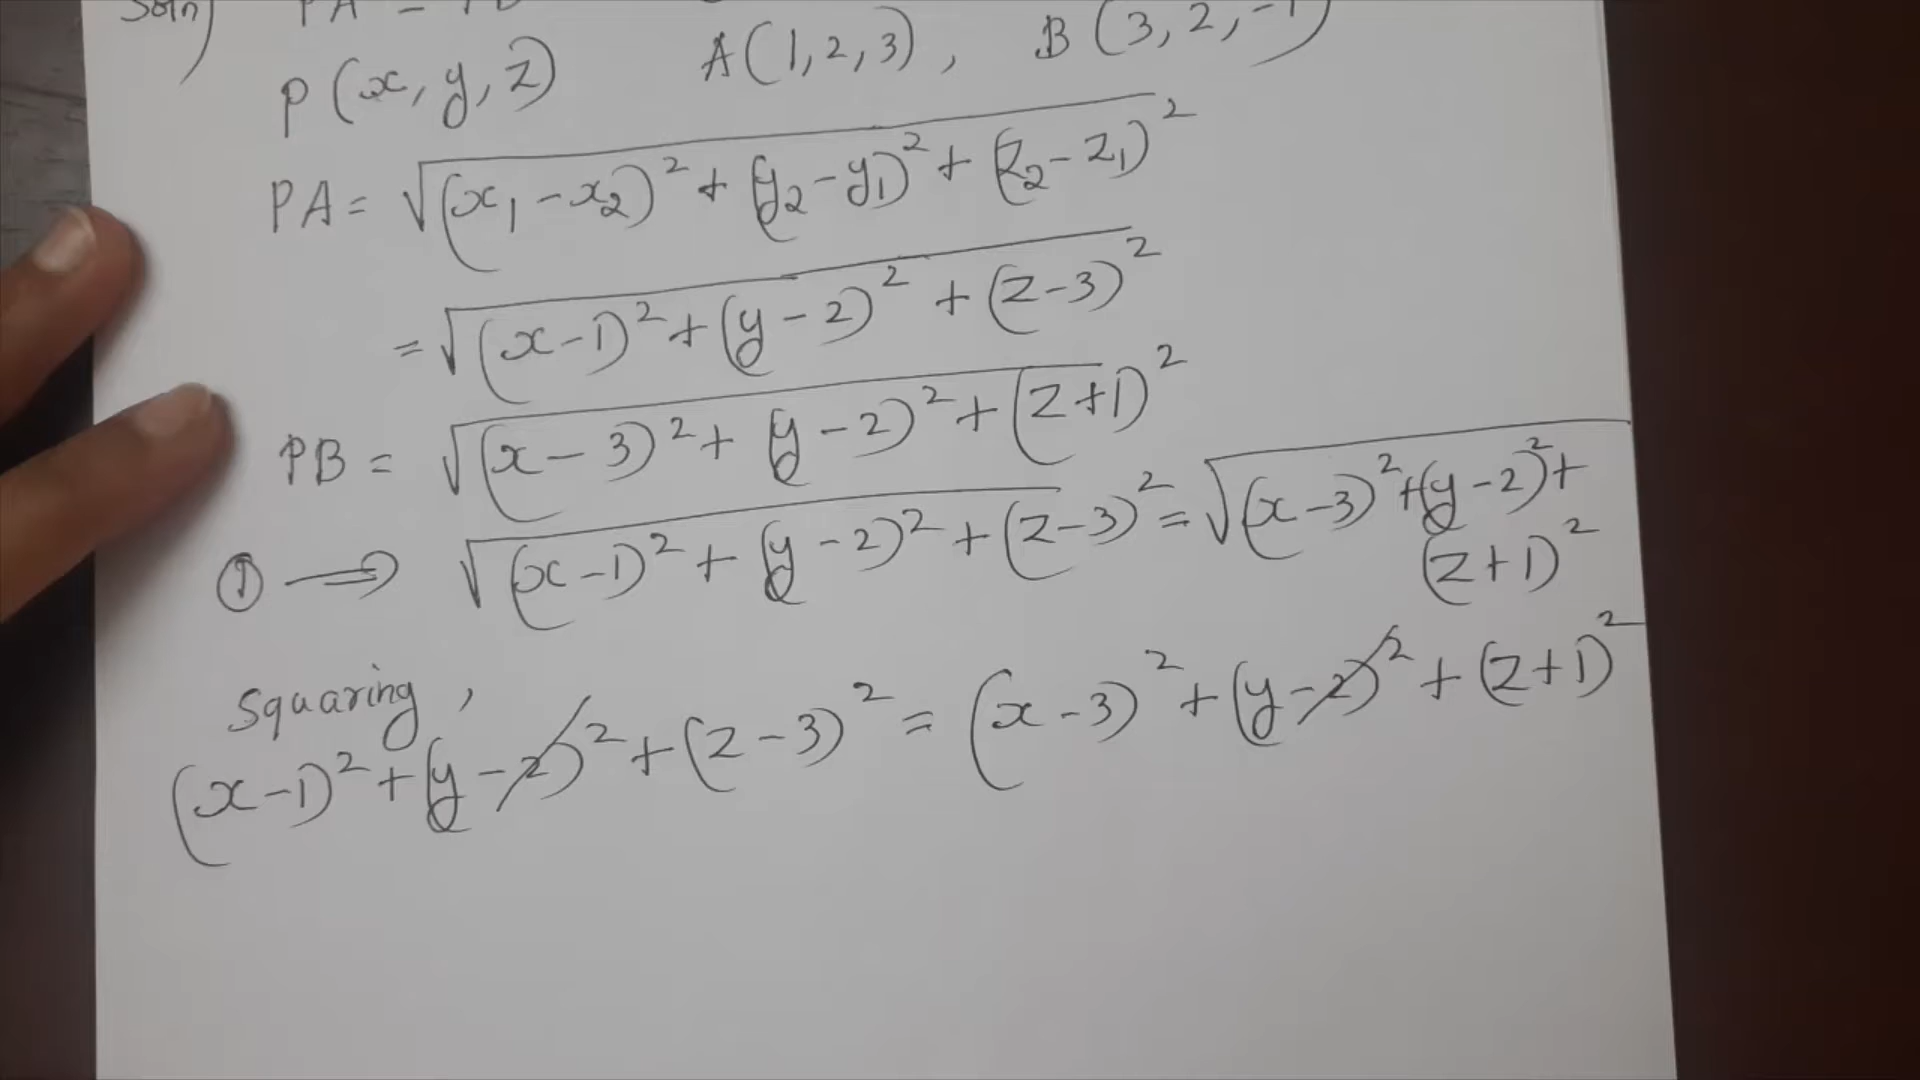 Soln) PA = PB
P(x, y, z) A(1, 2, 3), B(3, 2, -1)
PA = √(x₁ - x₂)² + (y₂ - y₁)² + (z₂ - z₁)²
= √(x-1)² + (y-2)² + (z-3)²
PB = √(x-3)² + (y-2)² + (z+1)²
① ⟹ √(x-1)² + (y-2)² + (z-3)² = √(x-3)² + (y-2)² + (z+1)²
Squaring,
(x-1)² + (y-2)² + (z-3)² = (x-3)² + (y-2)² + (z+1)²